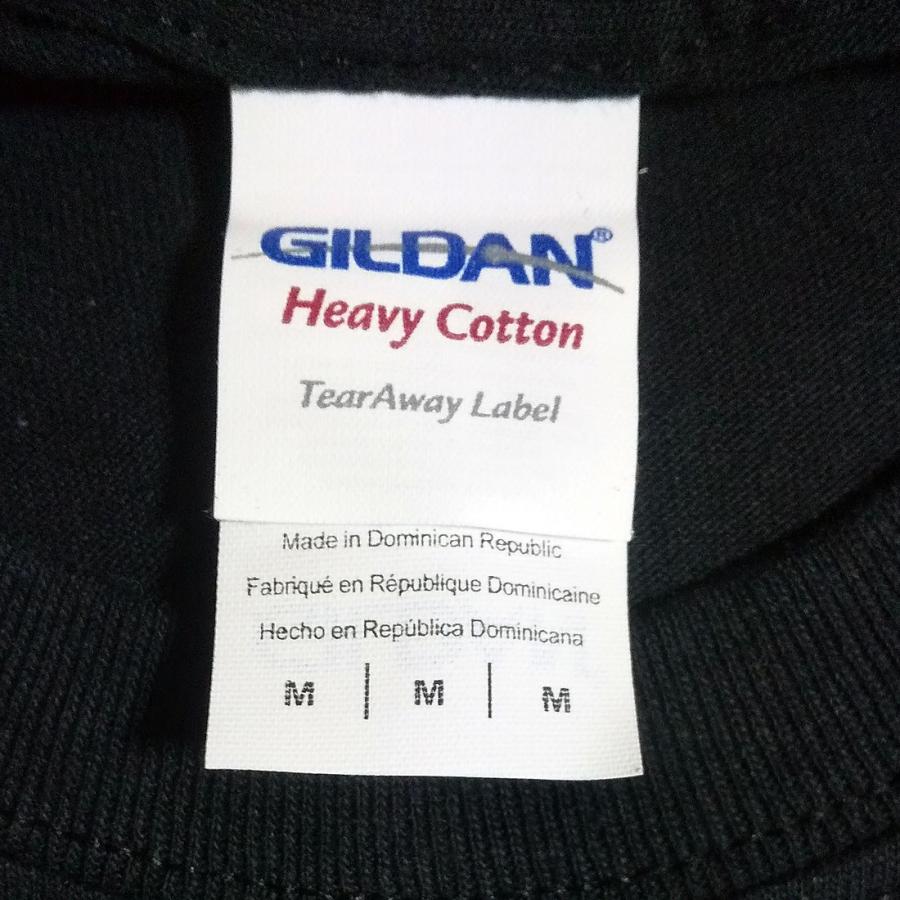 GILDAN®
Heavy Cotton
TearAway Label
Made in Dominican Republic
Fabriqué en République Dominicaine
Hecho en República Dominicana
M | M | M